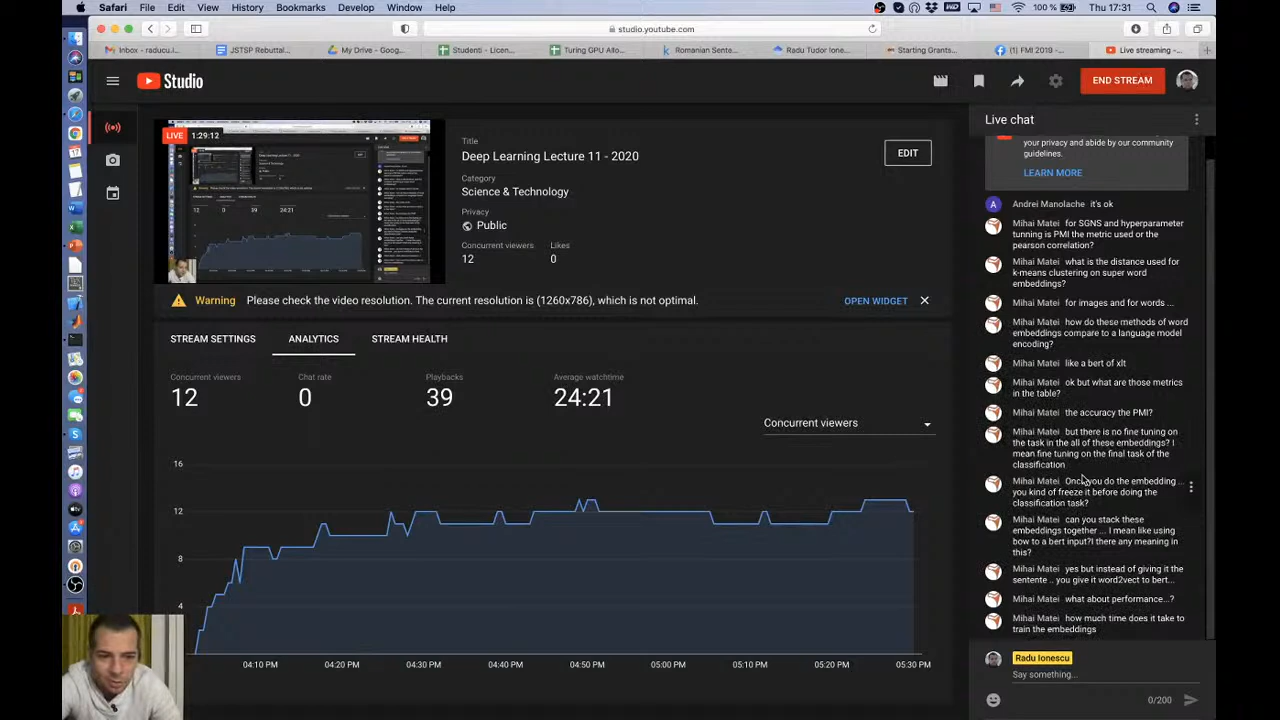 Safari File Edit View History Bookmarks Develop Window Help
100 % Thu 17:31
studio.youtube.com
Inbox - raducu.i...
JSTSP Rebuttal...
My Drive - Goog...
Studenti - Licen...
Turing GPU Allo...
Romanian Sente...
Radu Tudor Ione...
Starting Grants...
(1) FMI 2019 -...
Live streaming -...
Studio
END STREAM
LIVE 1:29:12
Title
Deep Learning Lecture 11 - 2020
EDIT
Category
Science & Technology
Privacy
Public
Concurrent viewers Likes
12 0
Warning Please check the video resolution. The current resolution is (1260x786), which is not optimal.
OPEN WIDGET
STREAM SETTINGS ANALYTICS STREAM HEALTH
Concurrent viewers Chat rate Playbacks Average watchtime
12 0 39 24:21
Concurrent viewers
16
12
8
4
04:10 PM 04:20 PM 04:30 PM 04:40 PM 04:50 PM 05:00 PM 05:10 PM 05:20 PM 05:30 PM
Live chat
your privacy and abide by our community
guidelines.
LEARN MORE
A Andrei Manolache it's ok
Mihai Matei for SGNS and hyperparameter
tunning is PMI the metric used or the
pearson correlation?
Mihai Matei what is the distance used for
k-means clustering on super word
embeddings?
Mihai Matei for images and for words ...
Mihai Matei how do these methods of word
embeddings compare to a language model
encoding?
Mihai Matei like a bert of xlt
Mihai Matei ok but what are those metrics
in the table?
Mihai Matei the accuracy the PMI?
Mihai Matei but there is no fine tuning on
the task in the all of these embeddings? I
mean fine tuning on the final task of the
classification
Mihai Matei Once you do the embedding ...
you kind of freeze it before doing the
classification task?
Mihai Matei can you stack these
embeddings together ... I mean like using
bow to a bert input?I there any meaning in
this?
Mihai Matei yes but instead of giving it the
sentente .. you give it word2vect to bert...
Mihai Matei what about performance...?
Mihai Matei how much time does it take to
train the embeddings
Radu Ionescu
Say something...
0/200